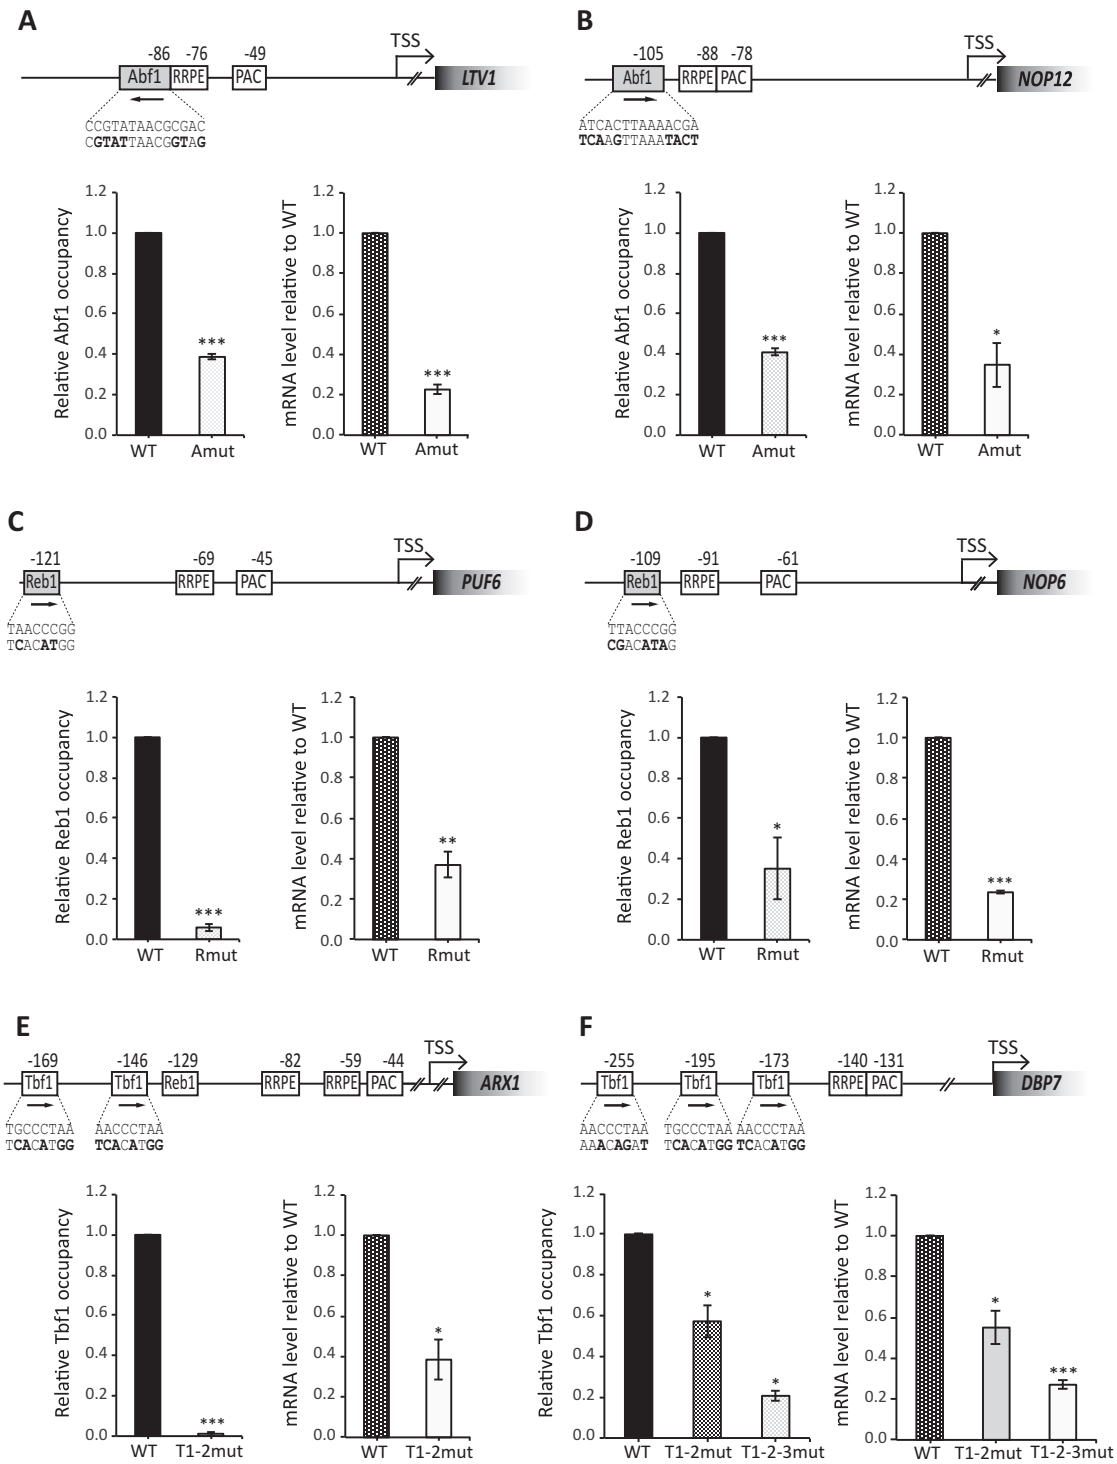 A
B
-86 -76 -49 TSS
Abf1 RRPE PAC LTV1
CCGTATAACGCGAC
CGTATTAACGGTAG
-105 -88 -78 TSS
Abf1 RRPE PAC NOP12
ATCACTTAAAACGA
TCAAGTTAAATACT
Relative Abf1 occupancy
1.2
1.0
0.8
0.6
0.4
0.2
0.0
***
WT Amut
mRNA level relative to WT
1.2
1.0
0.8
0.6
0.4
0.2
0.0
***
WT Amut
Relative Abf1 occupancy
1.2
1.0
0.8
0.6
0.4
0.2
0.0
***
WT Amut
mRNA level relative to WT
1.2
1.0
0.8
0.6
0.4
0.2
0.0
*
WT Amut
C
D
-121 -69 -45 TSS
Reb1 RRPE PAC PUF6
TAACCCGG
TCACATGG
-109 -91 -61 TSS
Reb1 RRPE PAC NOP6
TTACCCGG
CGACATAG
Relative Reb1 occupancy
1.2
1.0
0.8
0.6
0.4
0.2
0.0
***
WT Rmut
mRNA level relative to WT
1.2
1.0
0.8
0.6
0.4
0.2
0.0
**
WT Rmut
Relative Reb1 occupancy
1.2
1.0
0.8
0.6
0.4
0.2
0.0
*
WT Rmut
mRNA level relative to WT
1.2
1.0
0.8
0.6
0.4
0.2
0.0
***
WT Rmut
E
F
-169 -146 -129 -82 -59 -44 TSS
Tbf1 Tbf1 Reb1 RRPE RRPE PAC ARX1
TGCCCTAA AACCCTAA
TCACATGG TCACATGG
-255 -195 -173 -140 -131 TSS
Tbf1 Tbf1 Tbf1 RRPE PAC DBP7
AACCCTAA TGCCCTAA AACCCTAA
AAACAGAT TCACATGG TCACATGG
Relative Tbf1 occupancy
1.2
1.0
0.8
0.6
0.4
0.2
0.0
***
WT T1-2mut
mRNA level relative to WT
1.2
1.0
0.8
0.6
0.4
0.2
0.0
*
WT T1-2mut
Relative Tbf1 occupancy
1.2
1.0
0.8
0.6
0.4
0.2
0.0
*
*
WT T1-2mut T1-2-3mut
mRNA level relative to WT
1.2
1.0
0.8
0.6
0.4
0.2
0.0
*
***
WT T1-2mut T1-2-3mut